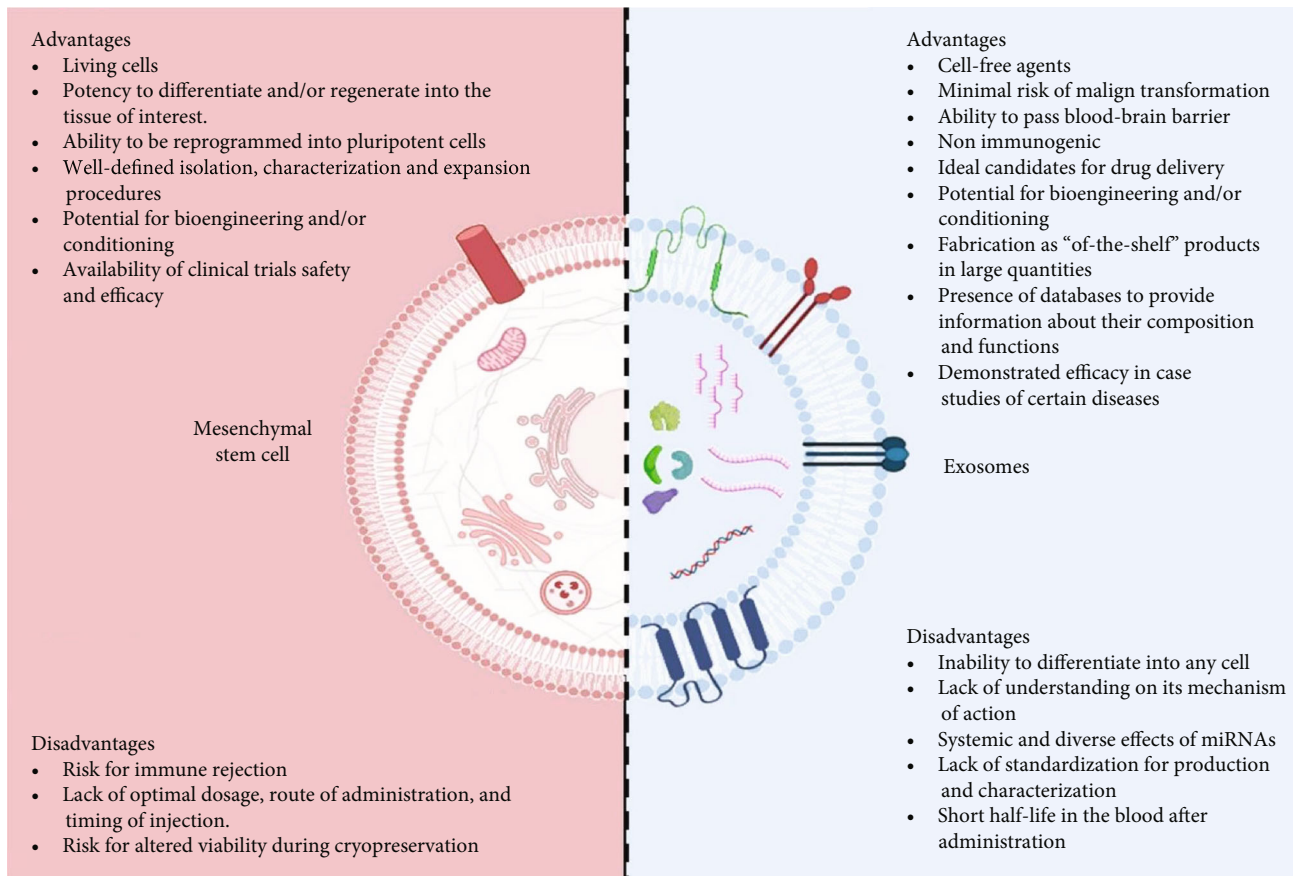 Advantages
• Living cells
• Potency to differentiate and/or regenerate into the
tissue of interest.
• Ability to be reprogrammed into pluripotent cells
• Well-defined isolation, characterization and expansion
procedures
• Potential for bioengineering and/or
conditioning
• Availability of clinical trials safety
and efficacy
Mesenchymal
stem cell
Disadvantages
• Risk for immune rejection
• Lack of optimal dosage, route of administration, and
timing of injection.
• Risk for altered viability during cryopreservation
Advantages
• Cell-free agents
• Minimal risk of malign transformation
• Ability to pass blood-brain barrier
• Non immunogenic
• Ideal candidates for drug delivery
• Potential for bioengineering and/or
conditioning
• Fabrication as “of-the-shelf” products
in large quantities
• Presence of databases to provide
information about their composition
and functions
• Demonstrated efficacy in case
studies of certain diseases
Exosomes
Disadvantages
• Inability to differentiate into any cell
• Lack of understanding on its mechanism
of action
• Systemic and diverse effects of miRNAs
• Lack of standardization for production
and characterization
• Short half-life in the blood after
administration